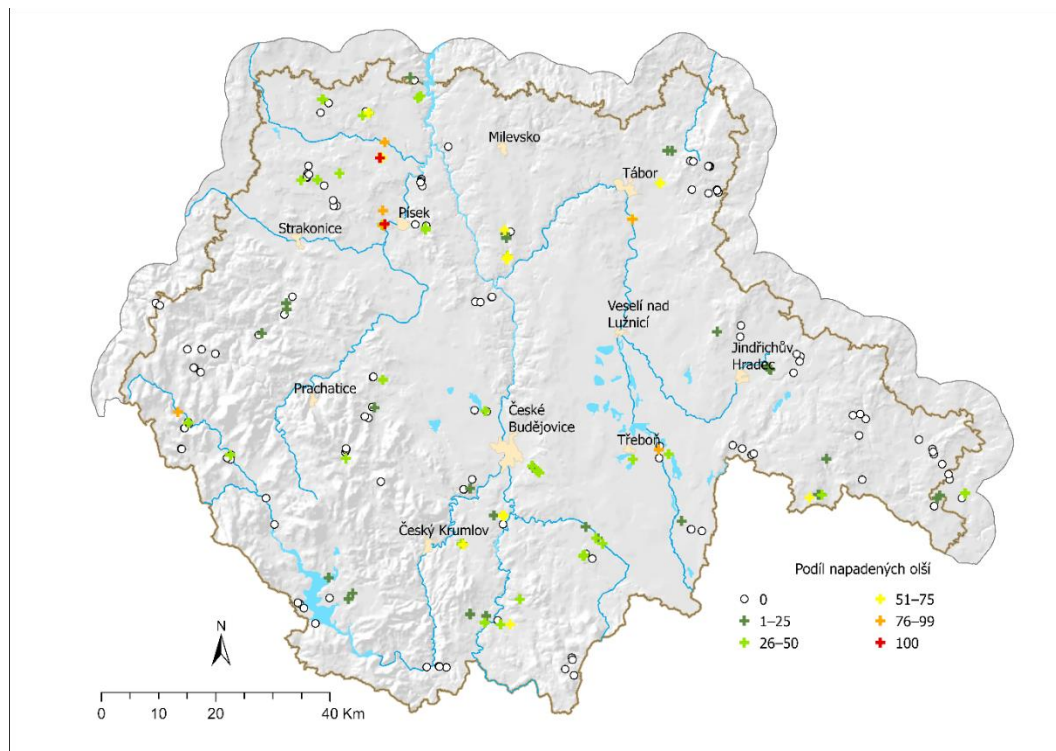 Milevsko
Tábor
Písek
Strakonice
Veselí nad
Lužnicí
Jindřichův
Hradec
Prachatice
České
Budějovice
Třeboň
Český Krumlov
Podíl napadených olší
0
51–75
1–25
76–99
26–50
100
N
0 10 20 40 Km